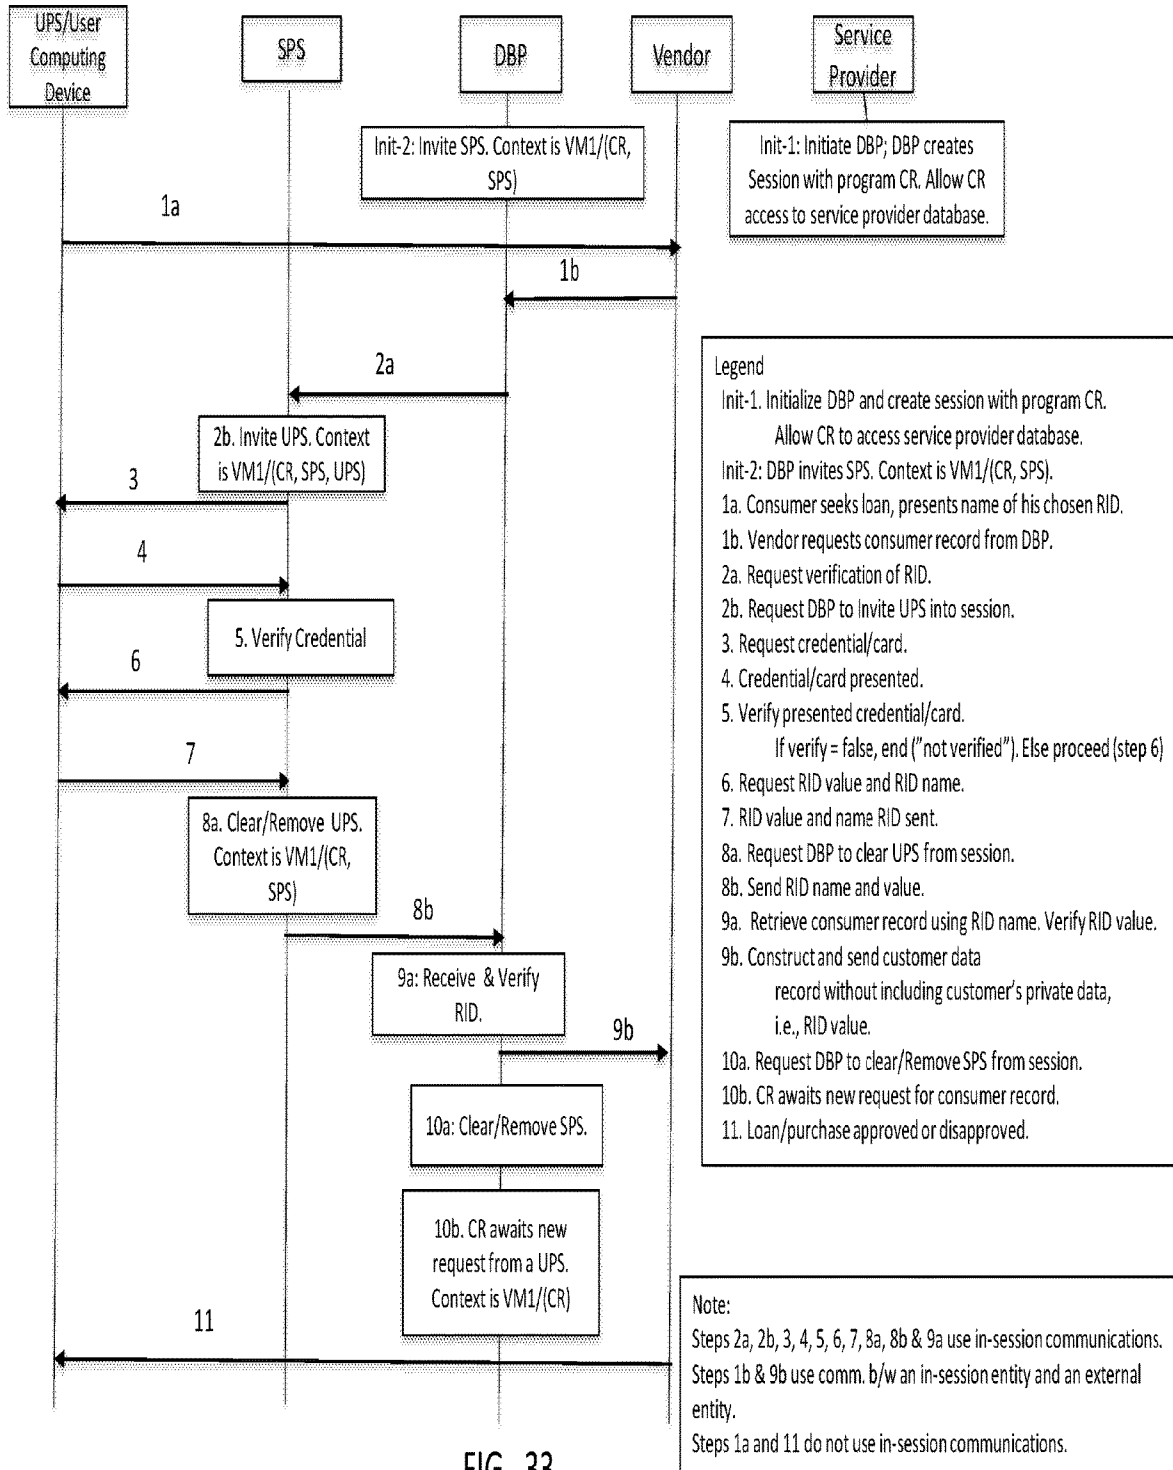 UPS/User
Computing
Device
SPS
DBP
Vendor
Service
Provider
Init-2: Invite SPS. Context is VM1/(CR,
SPS)
Init-1: Initiate DBP; DBP creates
Session with program CR. Allow CR
access to service provider database.
1a
1b
2a
2b. Invite UPS. Context
is VM1/(CR, SPS, UPS)
3
4
5. Verify Credential
6
7
8a. Clear/Remove UPS.
Context is VM1/(CR,
SPS)
8b
9a: Receive & Verify
RID.
9b
10a: Clear/Remove SPS.
10b. CR awaits new
request from a UPS.
Context is VM1/(CR)
11
Legend
Init-1. Initialize DBP and create session with program CR.
Allow CR to access service provider database.
Init-2: DBP invites SPS. Context is VM1/(CR, SPS).
1a. Consumer seeks loan, presents name of his chosen RID.
1b. Vendor requests consumer record from DBP.
2a. Request verification of RID.
2b. Request DBP to Invite UPS into session.
3. Request credential/card.
4. Credential/card presented.
5. Verify presented credential/card.
If verify = false, end ("not verified"). Else proceed (step 6)
6. Request RID value and RID name.
7. RID value and name RID sent.
8a. Request DBP to clear UPS from session.
8b. Send RID name and value.
9a. Retrieve consumer record using RID name. Verify RID value.
9b. Construct and send customer data
record without including customer's private data,
i.e., RID value.
10a. Request DBP to clear/Remove SPS from session.
10b. CR awaits new request for consumer record.
11. Loan/purchase approved or disapproved.
Note:
Steps 2a, 2b, 3, 4, 5, 6, 7, 8a, 8b & 9a use in-session communications.
Steps 1b & 9b use comm. b/w an in-session entity and an external
entity.
Steps 1a and 11 do not use in-session communications.
FIG. 33